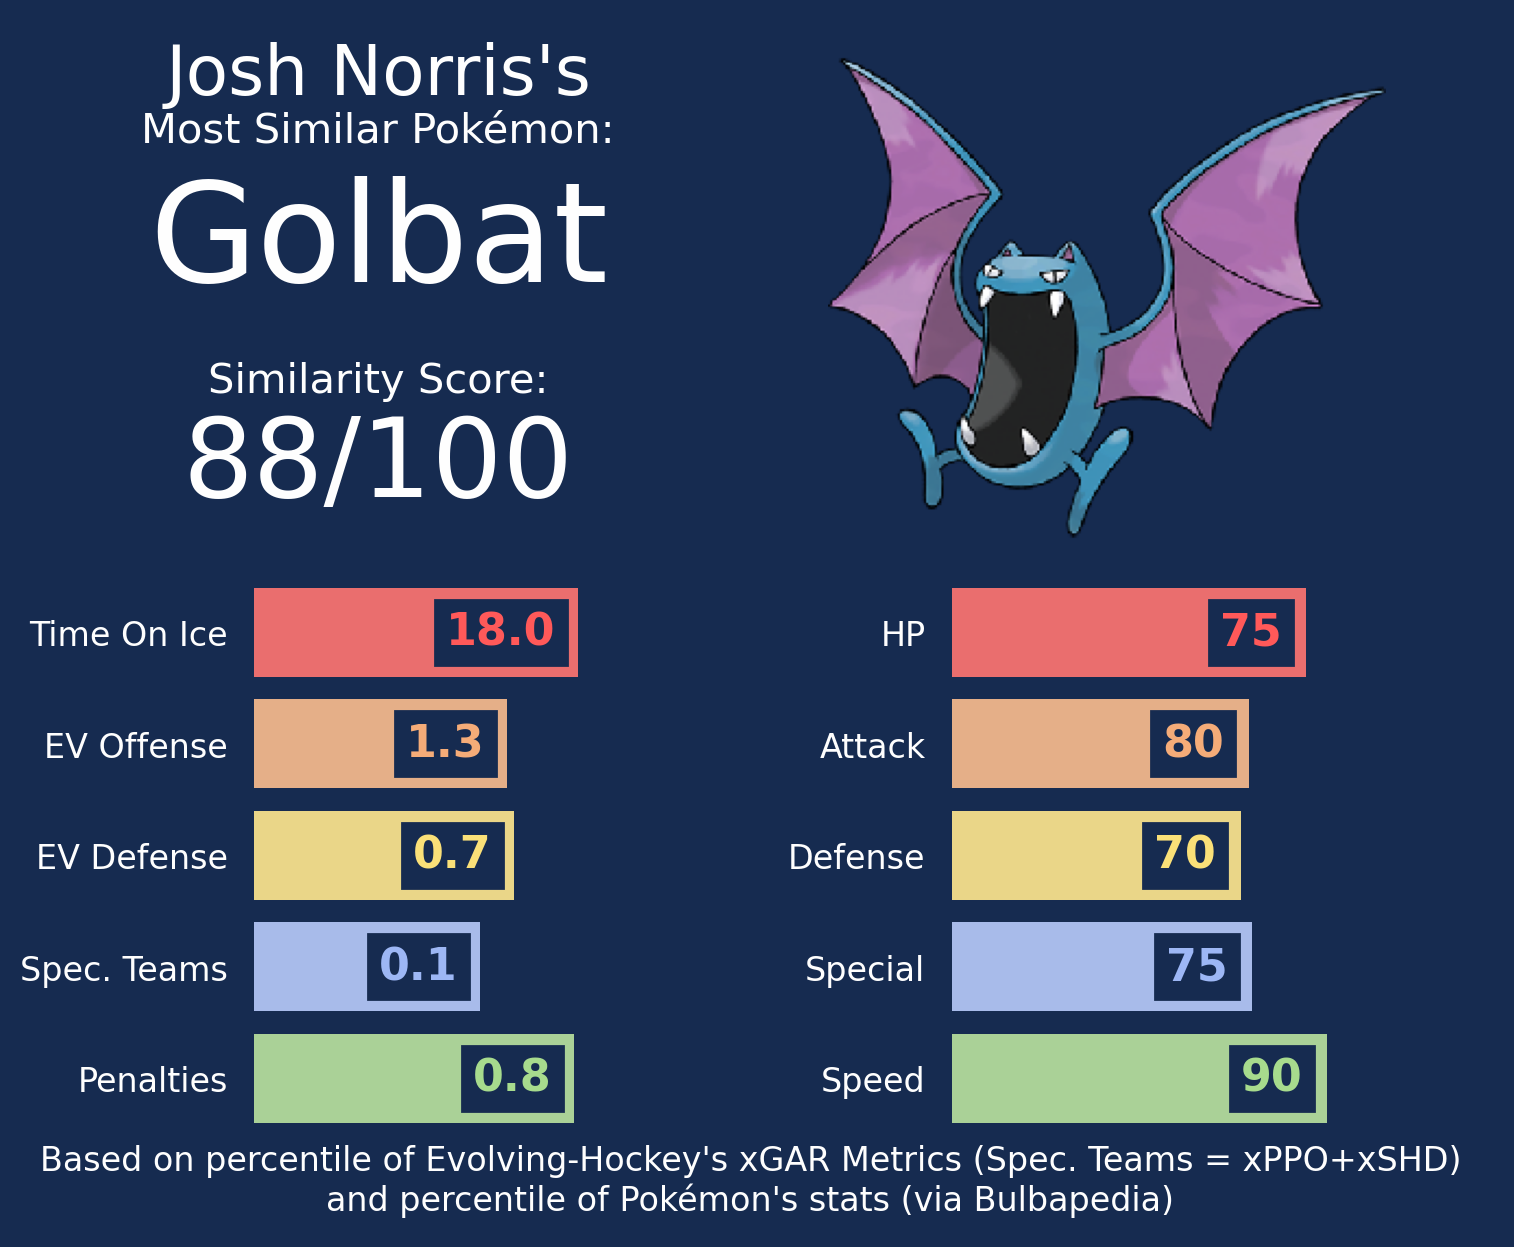 Josh Norris's
Most Similar Pokémon:
Golbat
Similarity Score:
88/100
Time On Ice 18.0
EV Offense 1.3
EV Defense 0.7
Spec. Teams 0.1
Penalties 0.8
HP 75
Attack 80
Defense 70
Special 75
Speed 90
Based on percentile of Evolving-Hockey's xGAR Metrics (Spec. Teams = xPPO+xSHD)
and percentile of Pokémon's stats (via Bulbapedia)